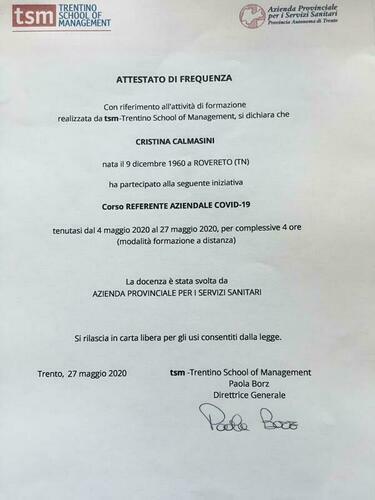 tsm TRENTINO
SCHOOL OF
MANAGEMENT
Azienda Provinciale
per i Servizi Sanitari
Provincia Autonoma di Trento
ATTESTATO DI FREQUENZA
Con riferimento all'attività di formazione
realizzata da tsm-Trentino School of Management, si dichiara che
CRISTINA CALMASINI
nata il 9 dicembre 1960 a ROVERETO (TN)
ha partecipato alla seguente iniziativa
Corso REFERENTE AZIENDALE COVID-19
tenutasi dal 4 maggio 2020 al 27 maggio 2020, per complessive 4 ore
(modalità formazione a distanza)
La docenza è stata svolta da
AZIENDA PROVINCIALE PER I SERVIZI SANITARI
Si rilascia in carta libera per gli usi consentiti dalla legge.
Trento, 27 maggio 2020
tsm -Trentino School of Management
Paola Borz
Direttrice Generale
Paola Borz